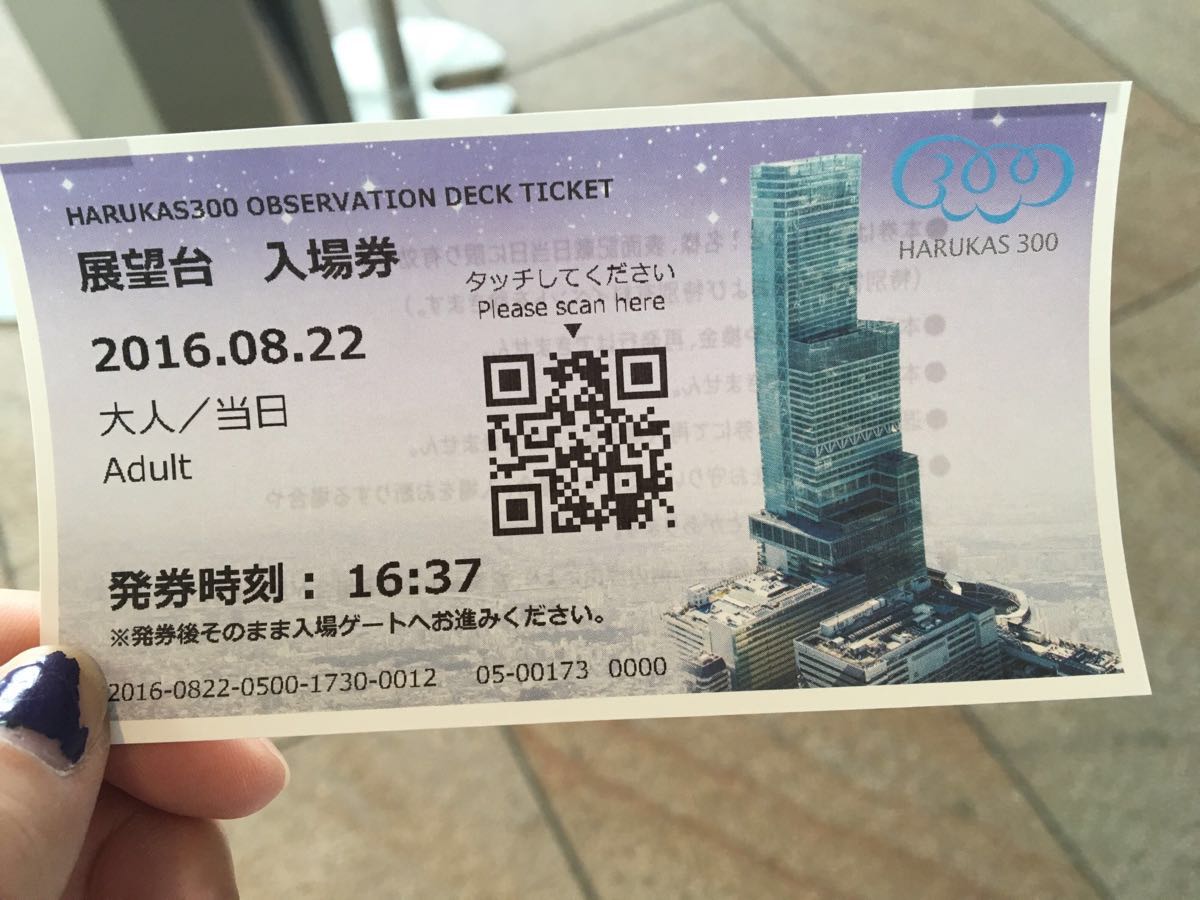 HARUKAS300 OBSERVATION DECK TICKET
展望台 入場券
2016.08.22
大人/当日
Adult
タッチしてください
Please scan here
発券時刻: 16:37
※発券後そのまま入場ゲートへお進みください。
2016-0822-0500-1730-0012 05-00173 0000
300
HARUKAS 300